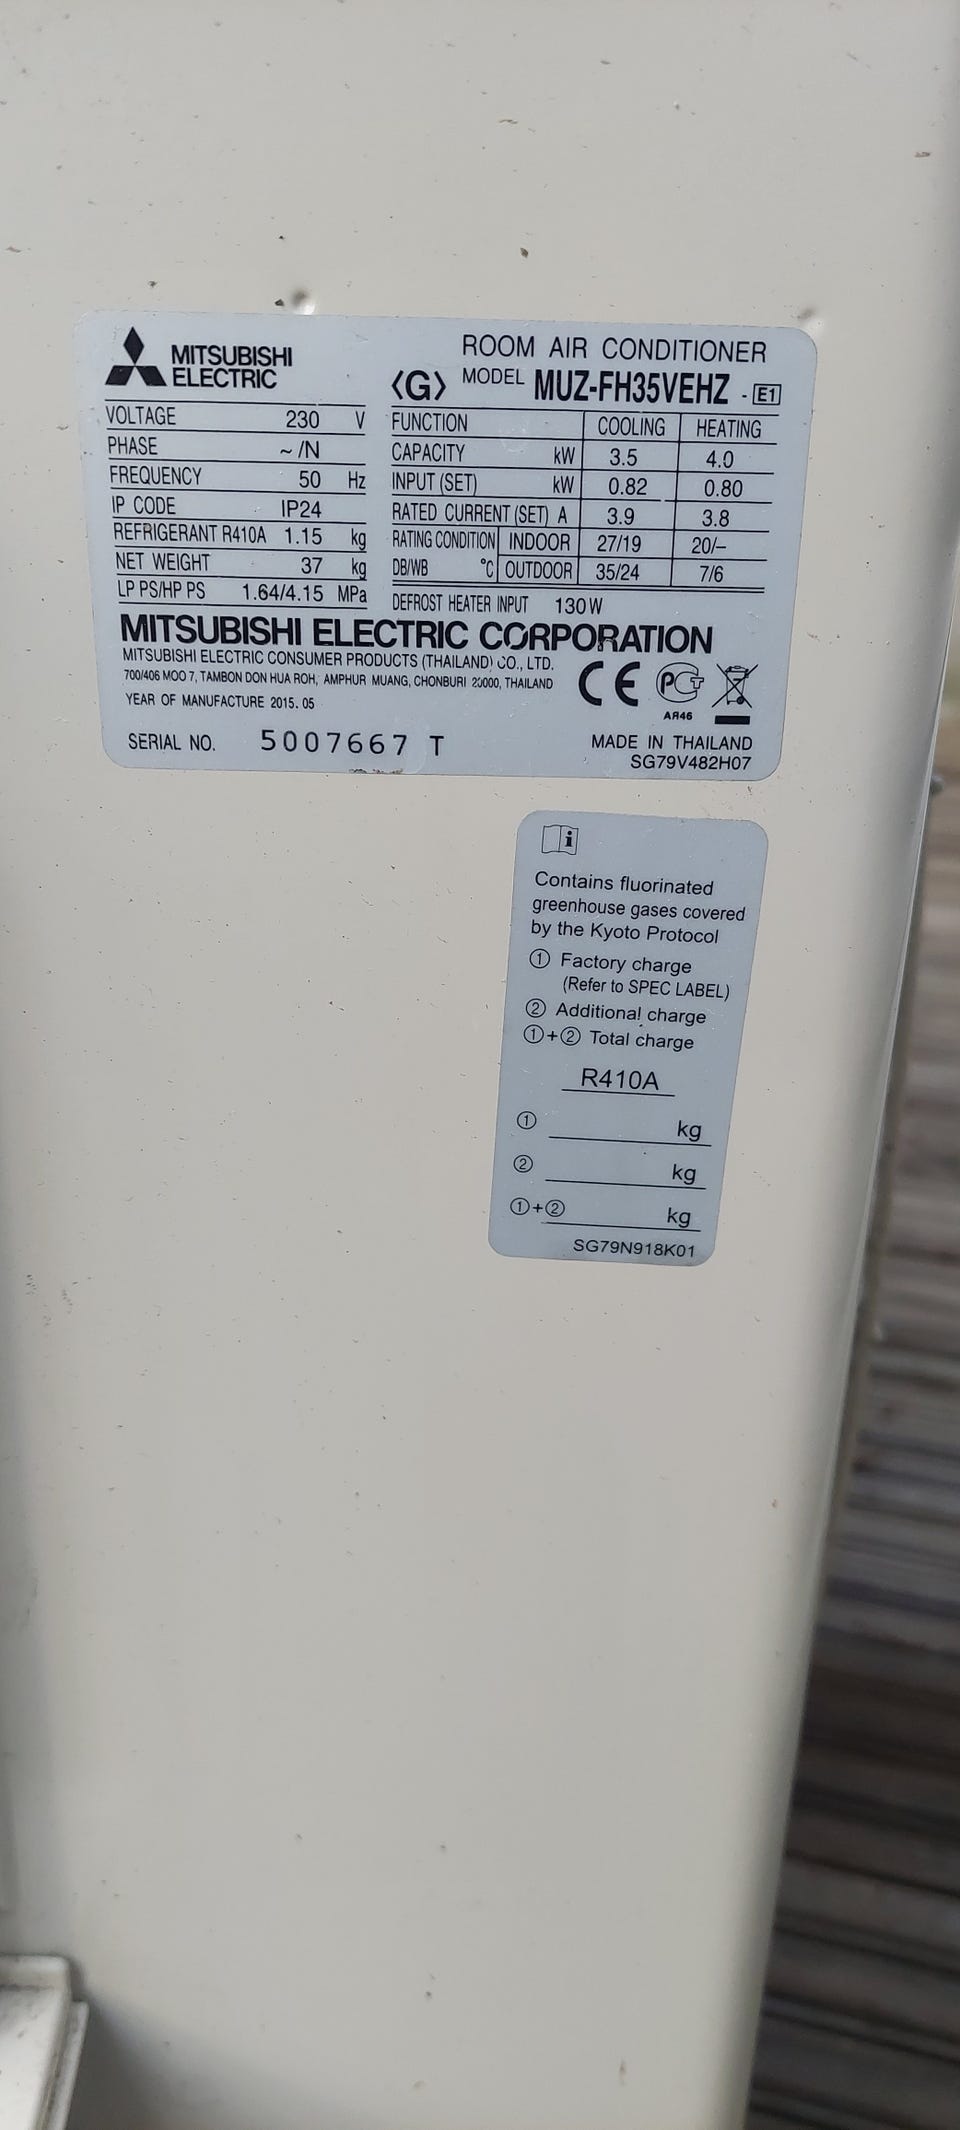 MITSUBISHI
ELECTRIC
ROOM AIR CONDITIONER
⟨G⟩ MODEL MUZ-FH35VEHZ - E1
VOLTAGE 230 V
PHASE ~/N
FREQUENCY 50 Hz
IP CODE IP24
REFRIGERANT R410A 1.15 kg
NET WEIGHT 37 kg
LP PS/HP PS 1.64/4.15 MPa
FUNCTION COOLING HEATING
CAPACITY kW 3.5 4.0
INPUT (SET) kW 0.82 0.80
RATED CURRENT (SET) A 3.9 3.8
RATING CONDITION INDOOR 27/19 20/–
DB/WB °C OUTDOOR 35/24 7/6
DEFROST HEATER INPUT 130W
MITSUBISHI ELECTRIC CORPORATION
MITSUBISHI ELECTRIC CONSUMER PRODUCTS (THAILAND) CO., LTD.
700/406 MOO 7, TAMBON DON HUA ROH, AMPHUR MUANG, CHONBURI 20000, THAILAND
YEAR OF MANUFACTURE 2015.05
CE
РСТ
АЯ46
SERIAL NO. 5007667 T
MADE IN THAILAND
SG79V482H07
i
Contains fluorinated
greenhouse gases covered
by the Kyoto Protocol
① Factory charge
(Refer to SPEC LABEL)
② Additional charge
①+② Total charge
R410A
① kg
② kg
①+② kg
SG79N918K01